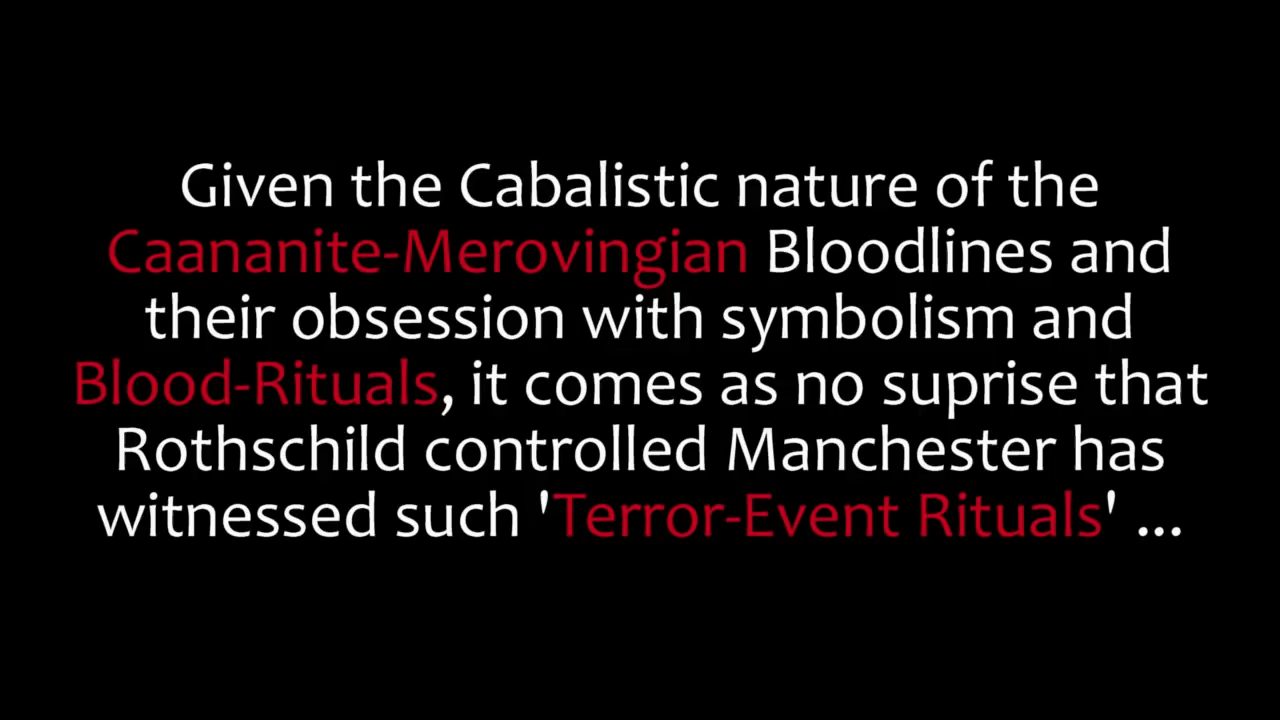 Given the Cabalistic nature of the
Caananite-Merovingian Bloodlines and
their obsession with symbolism and
Blood-Rituals, it comes as no suprise that
Rothschild controlled Manchester has
witnessed such 'Terror-Event Rituals' ...